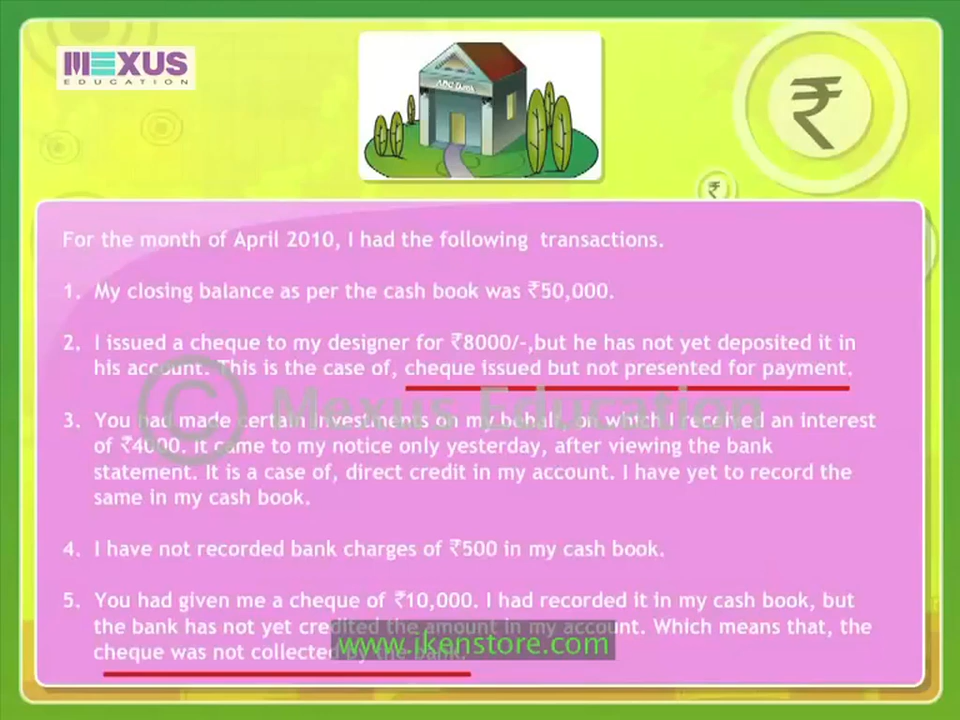 MEXUS
EDUCATION
ABC Bank
₹
₹
For the month of April 2010, I had the following transactions.
1. My closing balance as per the cash book was ₹50,000.
2. I issued a cheque to my designer for ₹8000/-,but he has not yet deposited it in
his account. This is the case of, cheque issued but not presented for payment.
© Mexus Education
3. You had made certain investments on my behalf, on which I received an interest
of ₹4000. It came to my notice only yesterday, after viewing the bank
statement. It is a case of, direct credit in my account. I have yet to record the
same in my cash book.
4. I have not recorded bank charges of ₹500 in my cash book.
5. You had given me a cheque of ₹10,000. I had recorded it in my cash book, but
the bank has not yet credited the amount in my account. Which means that, the
cheque was not collected by the bank.
www.jkenstore.com